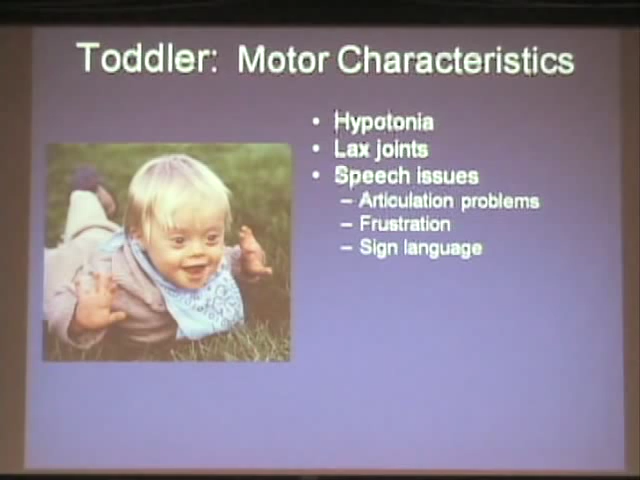 Toddler: Motor Characteristics
• Hypotonia
• Lax joints
• Speech issues
– Articulation problems
– Frustration
– Sign language